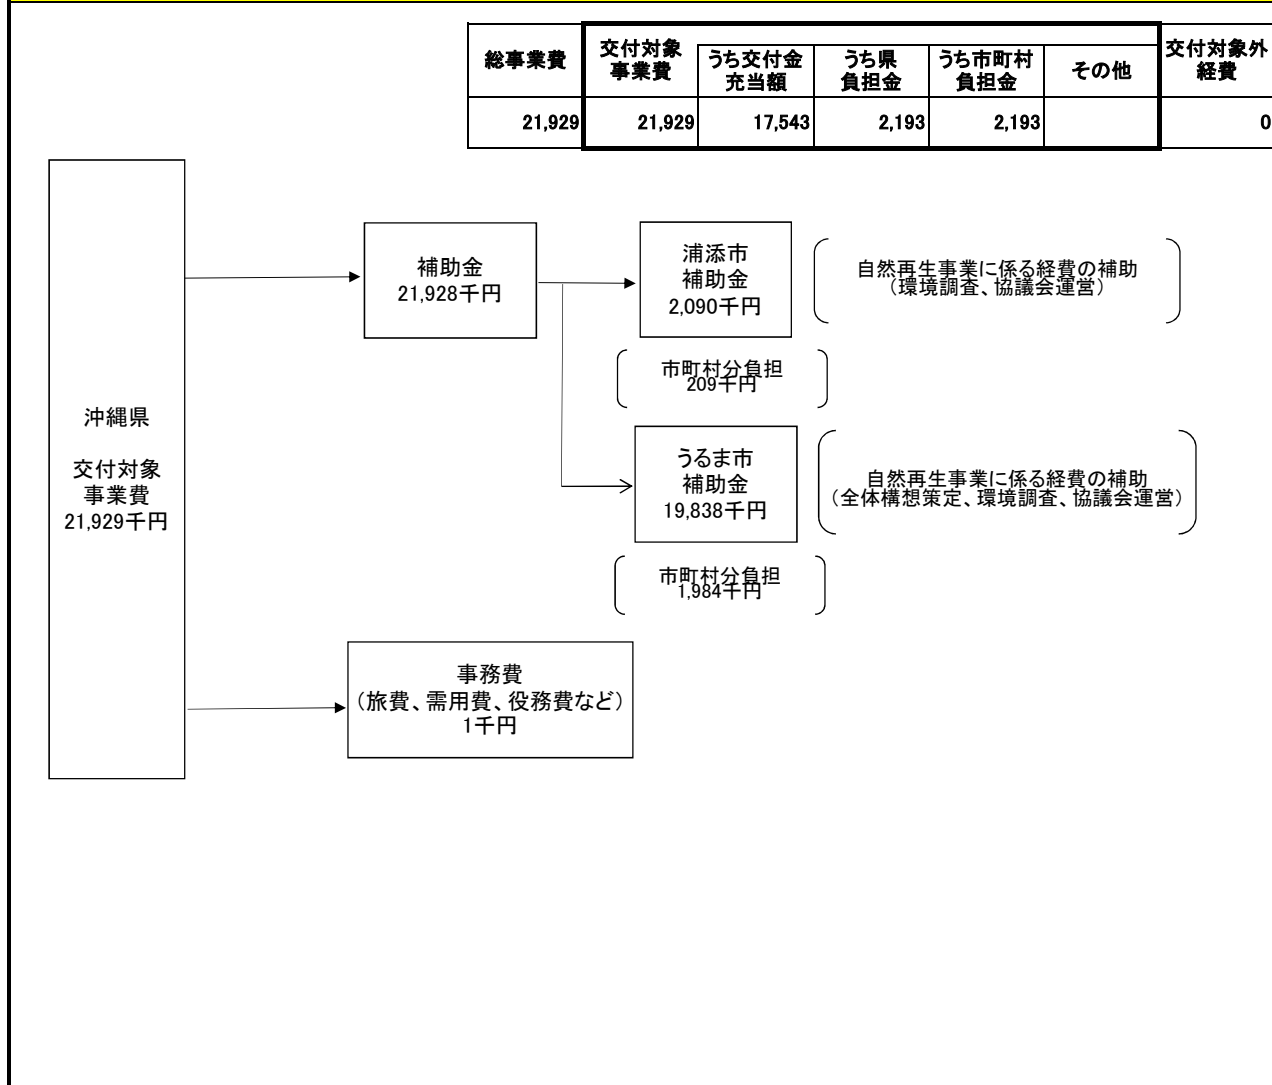 総事業費
交付対象
事業費
うち交付金
充当額
うち県
負担金
うち市町村
負担金
その他
交付対象外
経費
21,929
21,929
17,543
2,193
2,193
0
沖縄県
交付対象
事業費
21,929千円
補助金
21,928千円
浦添市
補助金
2,090千円
自然再生事業に係る経費の補助
(環境調査、協議会運営)
市町村分負担
209千円
うるま市
補助金
19,838千円
自然再生事業に係る経費の補助
(全体構想策定、環境調査、協議会運営)
市町村分負担
1,984千円
事務費
(旅費、需用費、役務費など)
1千円